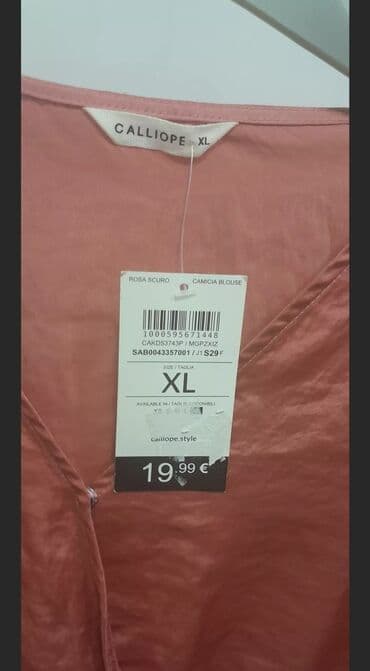 CALLIOPE XL
ROSA SCURO CAMICIA BLOUSE
1000595671448
CAKD53743P / MGPZXIZ
SAB0043357001 / J1 S29 F
SIZE / TAGLIA
XL
AVAILABLE IN / TAGLIE DISPONIBILI
calliope.style
19.99 €